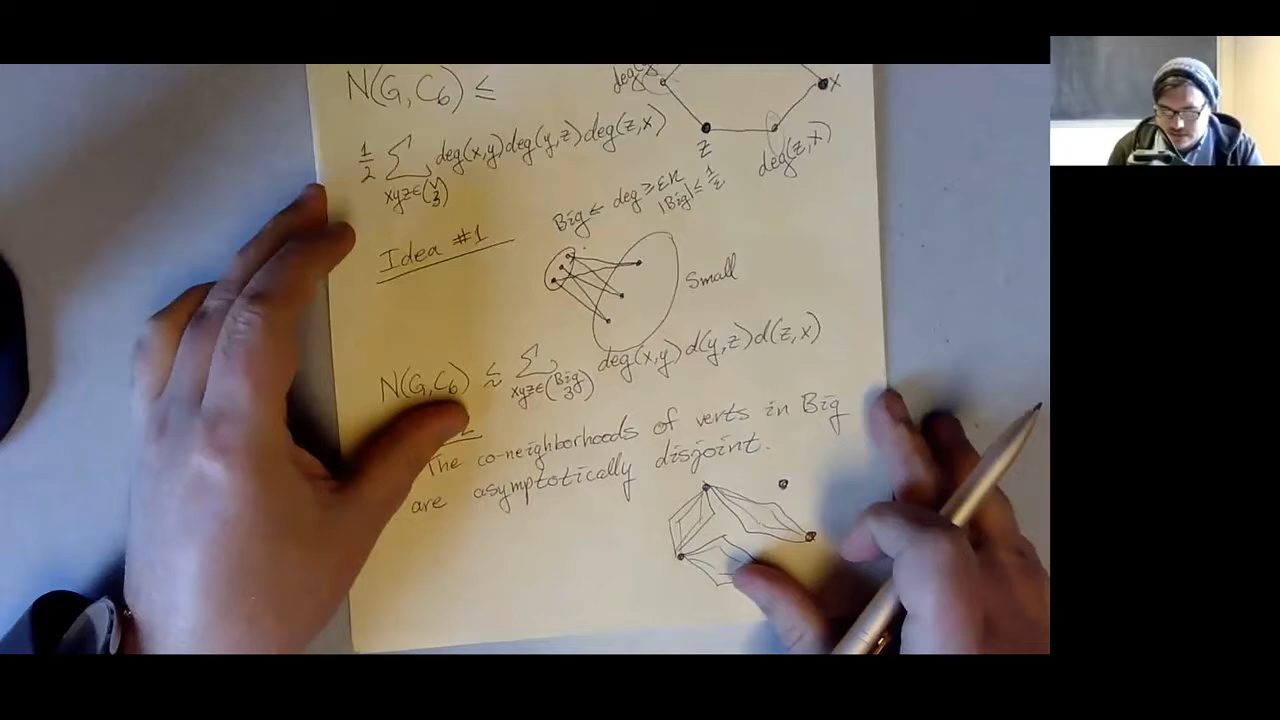 N(G, C₆) ≤
1/2 ∑ deg(x,y) deg(y,z) deg(z,x)
xyz∈(V 3)
x
z
deg(z,x)
Big ← deg ≥ εn
|Big| ≤ 1/ε
Idea #1
Small
N(G, C₆) ≲ ∑ deg(x,y) d(y,z) d(z,x)
xyz∈(Big 3)
The co-neighborhoods of verts in Big
are asymptotically disjoint.